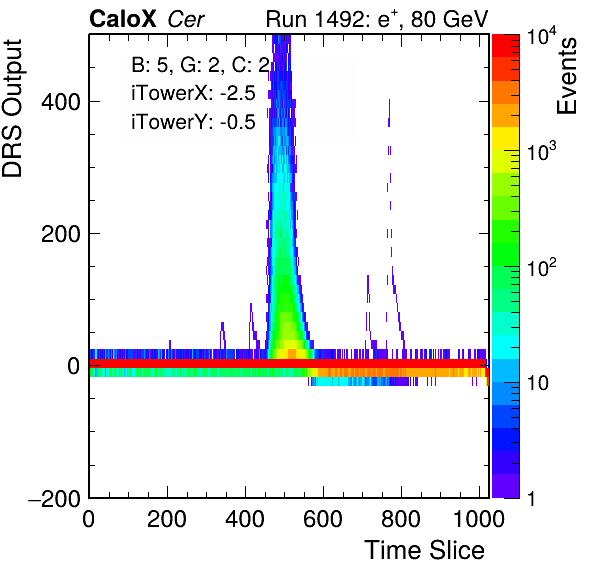 CaloX Cer Run 1492: e⁺, 80 GeV
DRS Output
B: 5, G: 2, C: 2
iTowerX: -2.5
iTowerY: -0.5
400
200
0
−200
0 200 400 600 800 1000
Time Slice
Events
10⁴
10³
10²
10
1